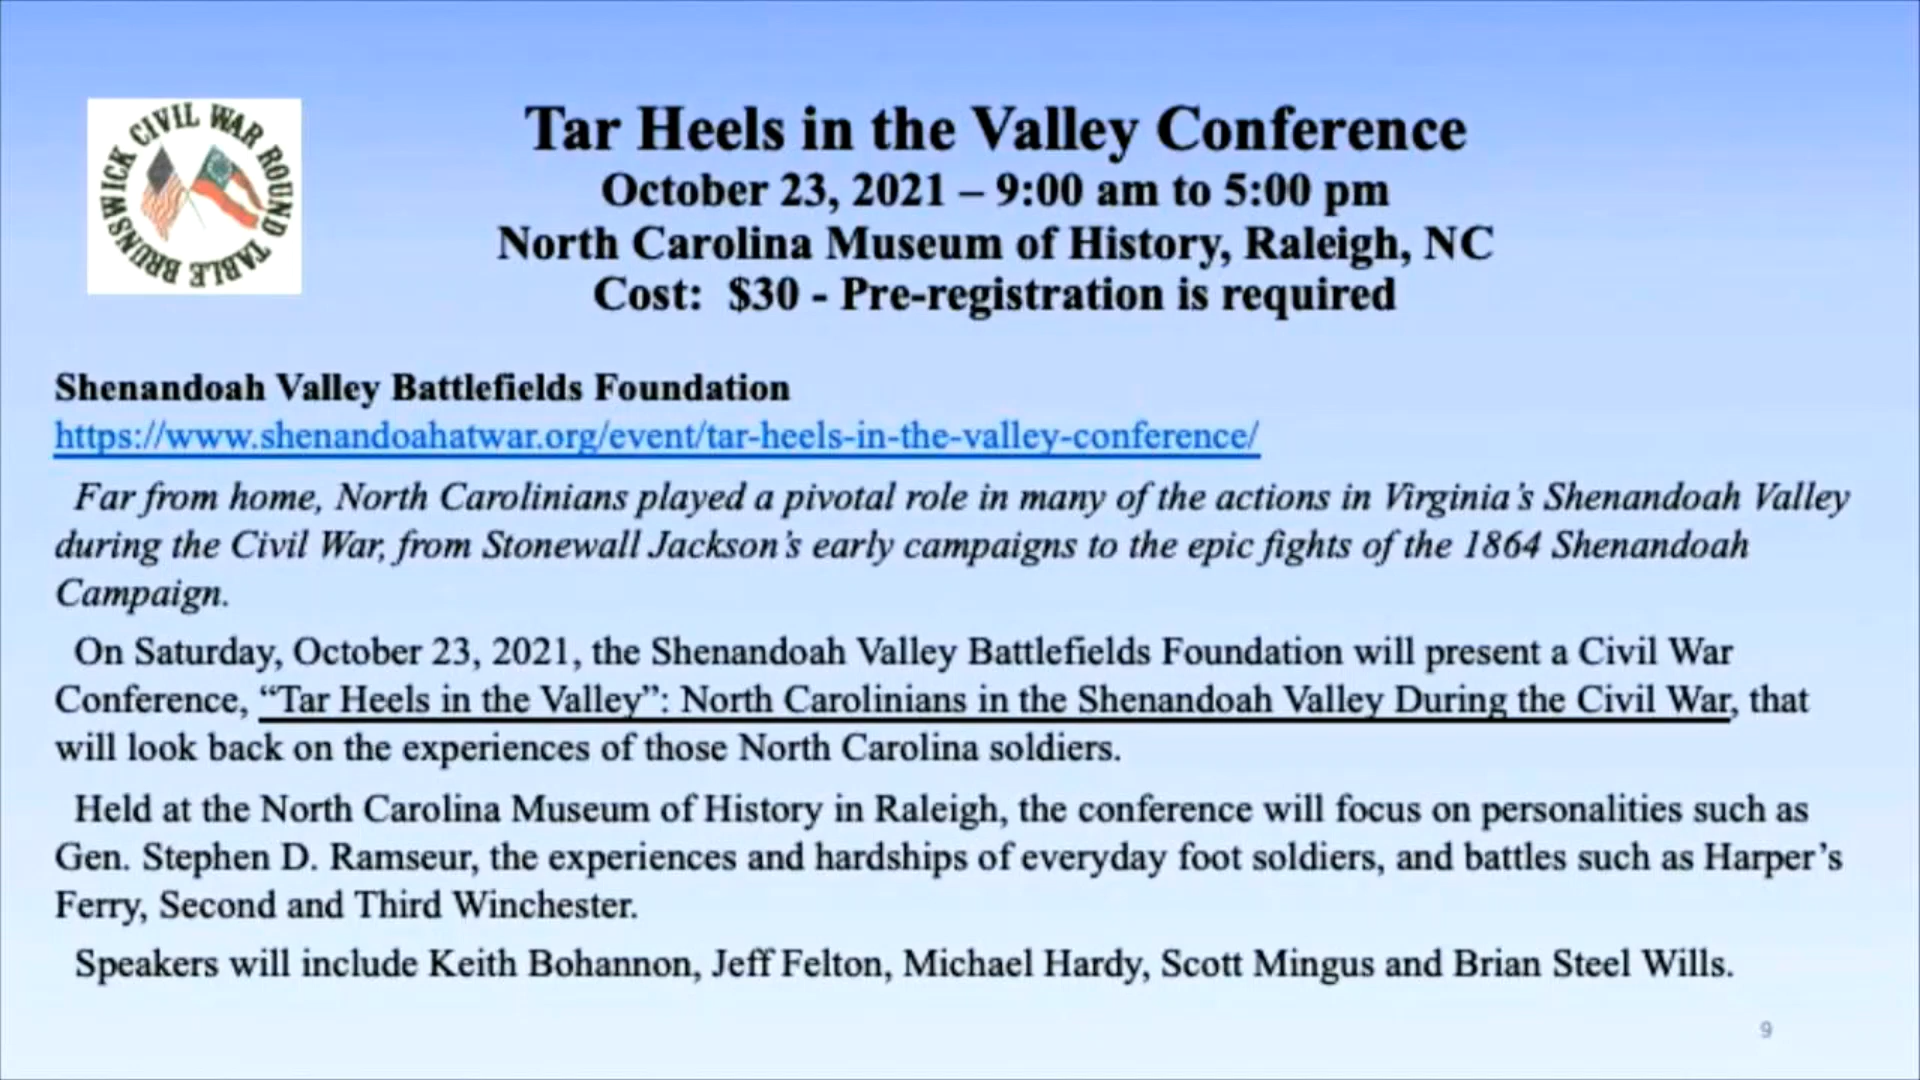 BRUNSWICK CIVIL WAR ROUND TABLE
Tar Heels in the Valley Conference
October 23, 2021 – 9:00 am to 5:00 pm
North Carolina Museum of History, Raleigh, NC
Cost: $30 - Pre-registration is required
Shenandoah Valley Battlefields Foundation
https://www.shenandoahatwar.org/event/tar-heels-in-the-valley-conference/
Far from home, North Carolinians played a pivotal role in many of the actions in Virginia's Shenandoah Valley
during the Civil War, from Stonewall Jackson's early campaigns to the epic fights of the 1864 Shenandoah
Campaign.
On Saturday, October 23, 2021, the Shenandoah Valley Battlefields Foundation will present a Civil War
Conference, “Tar Heels in the Valley”: North Carolinians in the Shenandoah Valley During the Civil War, that
will look back on the experiences of those North Carolina soldiers.
Held at the North Carolina Museum of History in Raleigh, the conference will focus on personalities such as
Gen. Stephen D. Ramseur, the experiences and hardships of everyday foot soldiers, and battles such as Harper’s
Ferry, Second and Third Winchester.
Speakers will include Keith Bohannon, Jeff Felton, Michael Hardy, Scott Mingus and Brian Steel Wills.
9